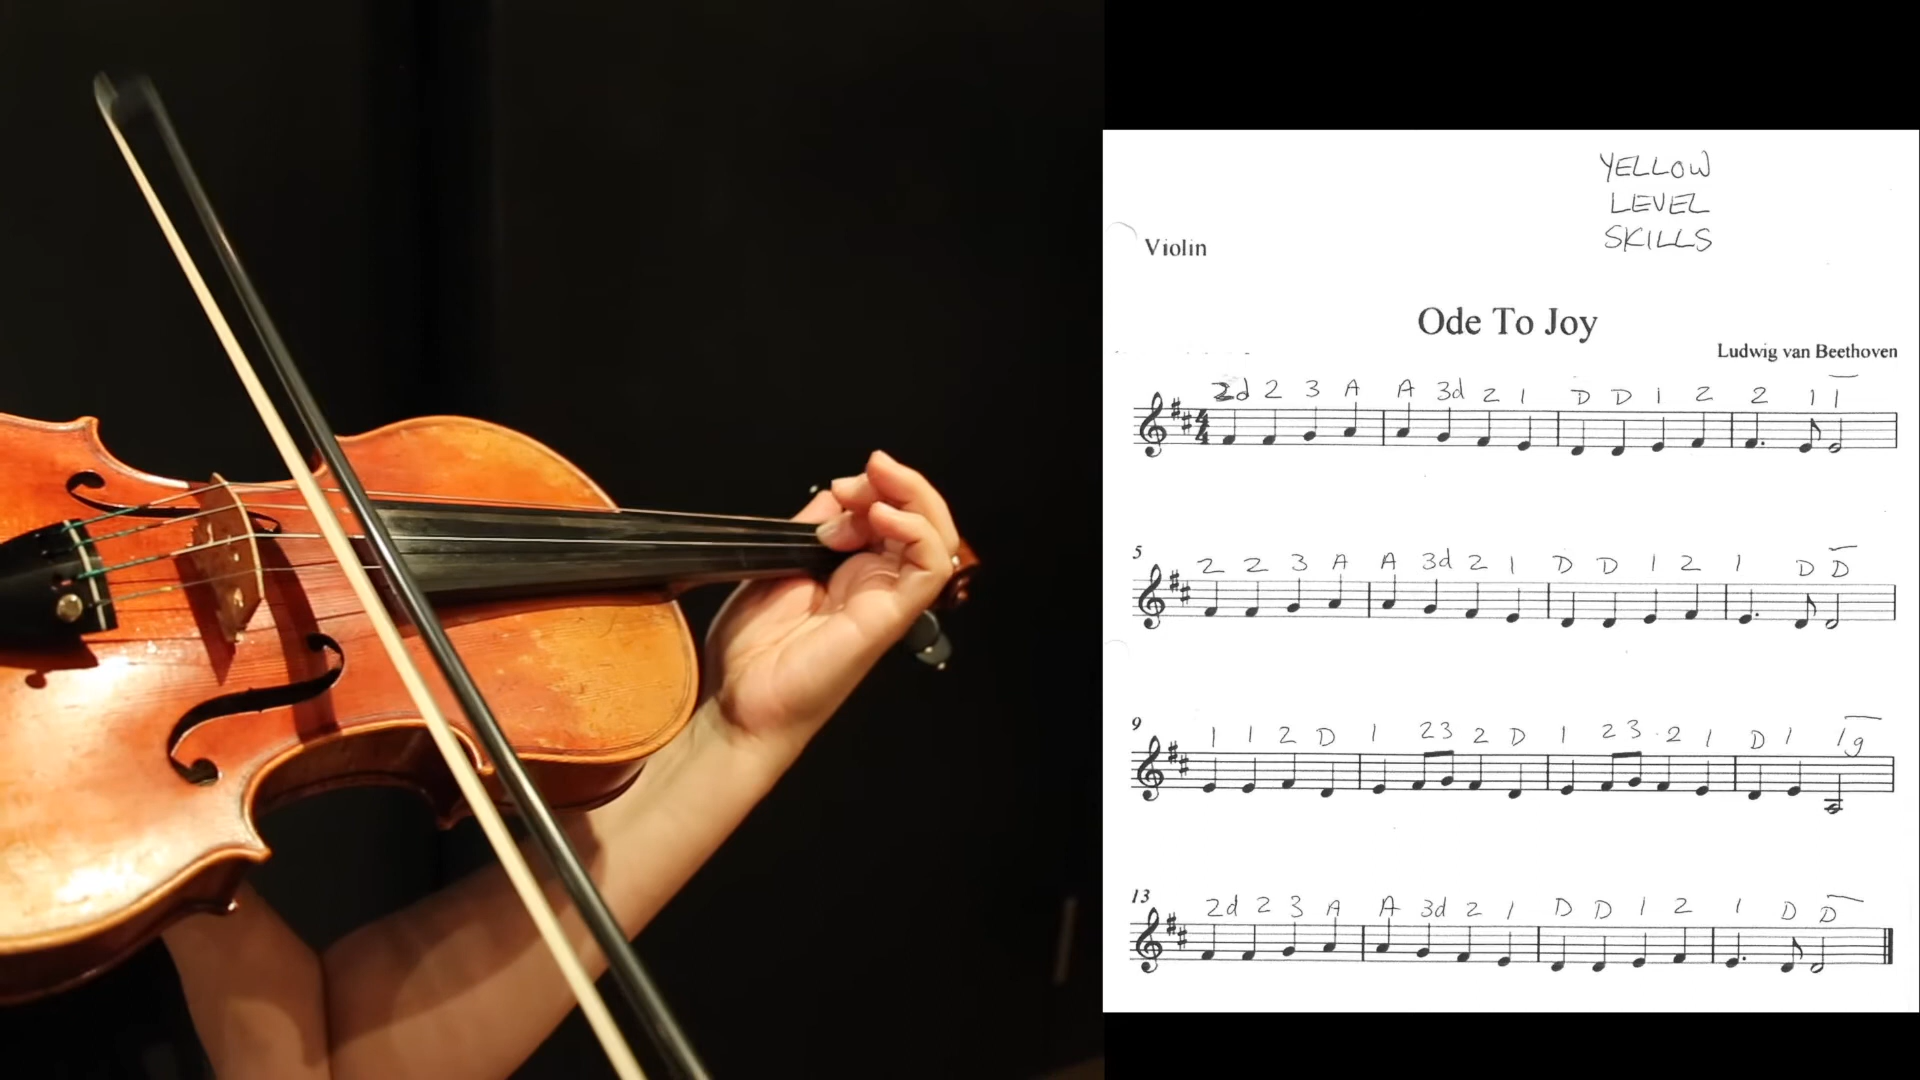 YELLOW
LEVEL
SKILLS
Violin
Ode To Joy
Ludwig van Beethoven
2d 2 3 A A 3d 2 1 D D 1 2 2 1 1
4
4
5
2 2 3 A A 3d 2 1 D D 1 2 1 D D
9
1 1 2 D 1 2 3 2 D 1 2 3 2 1 D 1 1g
13
2d 2 3 A A 3d 2 1 D D 1 2 1 D D